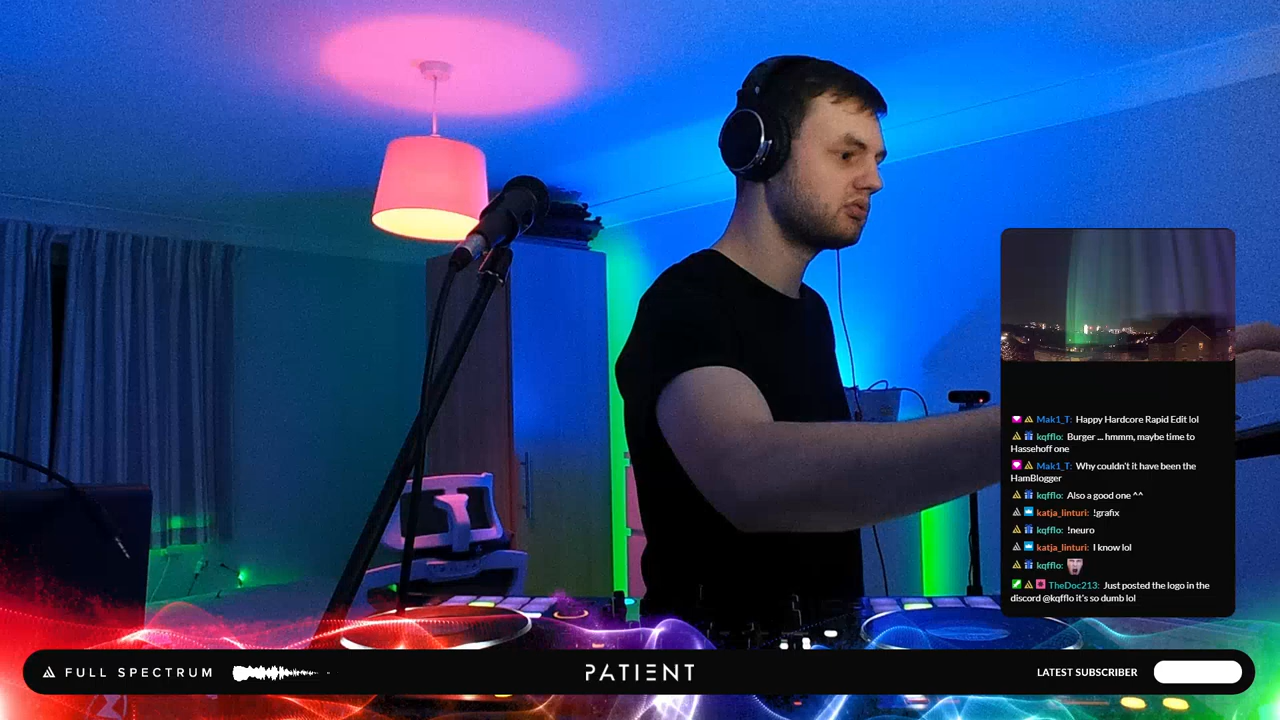 Mak1_T: Happy Hardcore Rapid Edit lol
kqfflo: Burger ... hmmm, maybe time to
Hassehoff one
Mak1_T: Why couldn't it have been the
HamBlogger
kqfflo: Also a good one ^^
katja_linturi: !grafix
kqfflo: !neuro
katja_linturi: I know lol
kqfflo:
TheDoc213: Just posted the logo in the
discord @kqfflo it's so dumb lol
FULL SPECTRUM
PATIENT
LATEST SUBSCRIBER